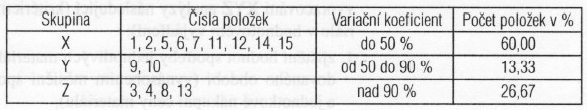 Skupina Čísla položek Variační koeficient Počet položek v %
X 1, 2, 5, 6, 7, 11, 12, 14, 15 do 50 % 60,00
Y 9, 10 od 50 do 90 % 13,33
Z 3, 4, 8, 13 nad 90 % 26,67